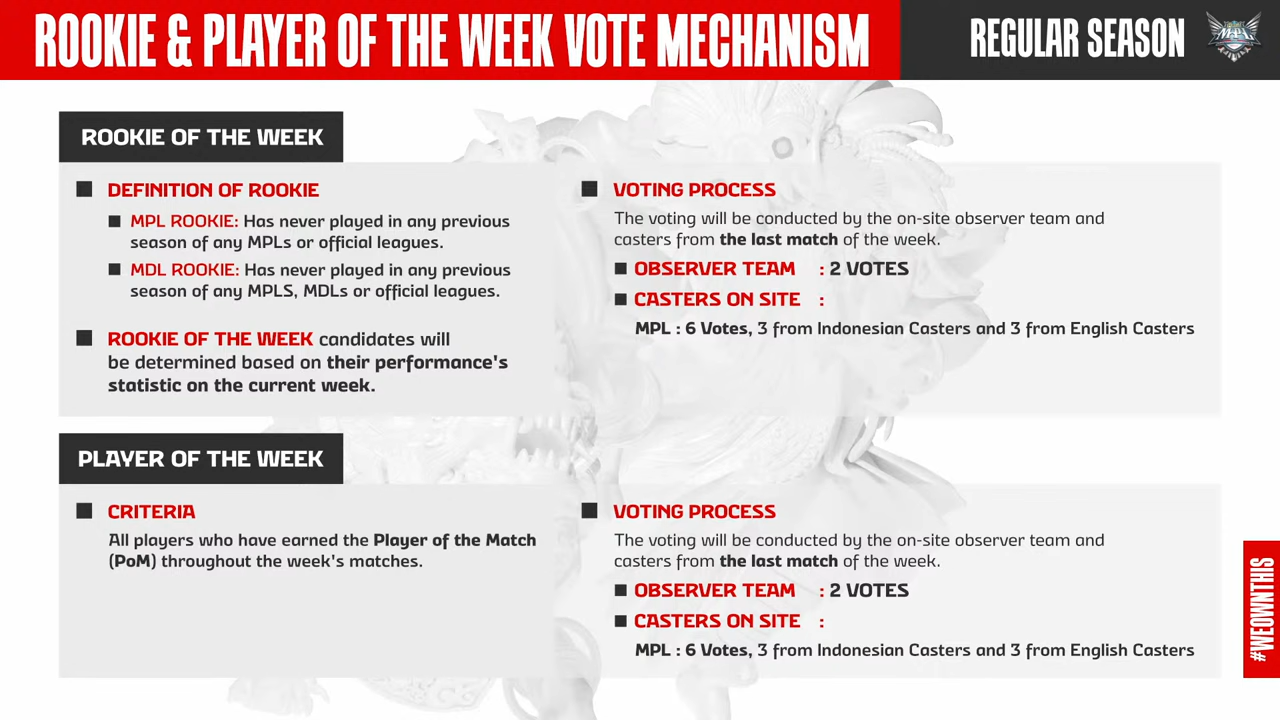 ROOKIE & PLAYER OF THE WEEK VOTE MECHANISM
REGULAR SEASON
MPL
ROOKIE OF THE WEEK
DEFINITION OF ROOKIE
MPL ROOKIE: Has never played in any previous
season of any MPLs or official leagues.
MDL ROOKIE: Has never played in any previous
season of any MPLS, MDLs or official leagues.
ROOKIE OF THE WEEK candidates will
be determined based on their performance's
statistic on the current week.
VOTING PROCESS
The voting will be conducted by the on-site observer team and
casters from the last match of the week.
OBSERVER TEAM : 2 VOTES
CASTERS ON SITE :
MPL : 6 Votes, 3 from Indonesian Casters and 3 from English Casters
PLAYER OF THE WEEK
CRITERIA
All players who have earned the Player of the Match
(PoM) throughout the week's matches.
VOTING PROCESS
The voting will be conducted by the on-site observer team and
casters from the last match of the week.
OBSERVER TEAM : 2 VOTES
CASTERS ON SITE :
MPL : 6 Votes, 3 from Indonesian Casters and 3 from English Casters
#WEOWNTHIS